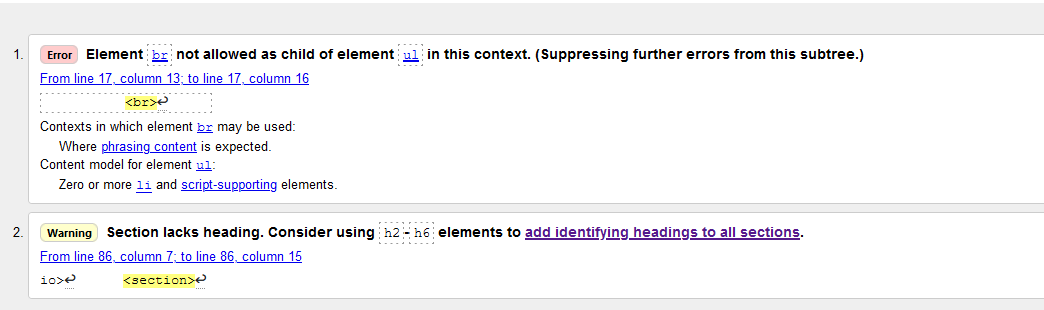 1. Error Element br not allowed as child of element ul in this context. (Suppressing further errors from this subtree.)
From line 17, column 13; to line 17, column 16
<br>↩
Contexts in which element br may be used:
Where phrasing content is expected.
Content model for element ul:
Zero or more li and script-supporting elements.
2. Warning Section lacks heading. Consider using h2-h6 elements to add identifying headings to all sections.
From line 86, column 7; to line 86, column 15
io>↩ <section>↩